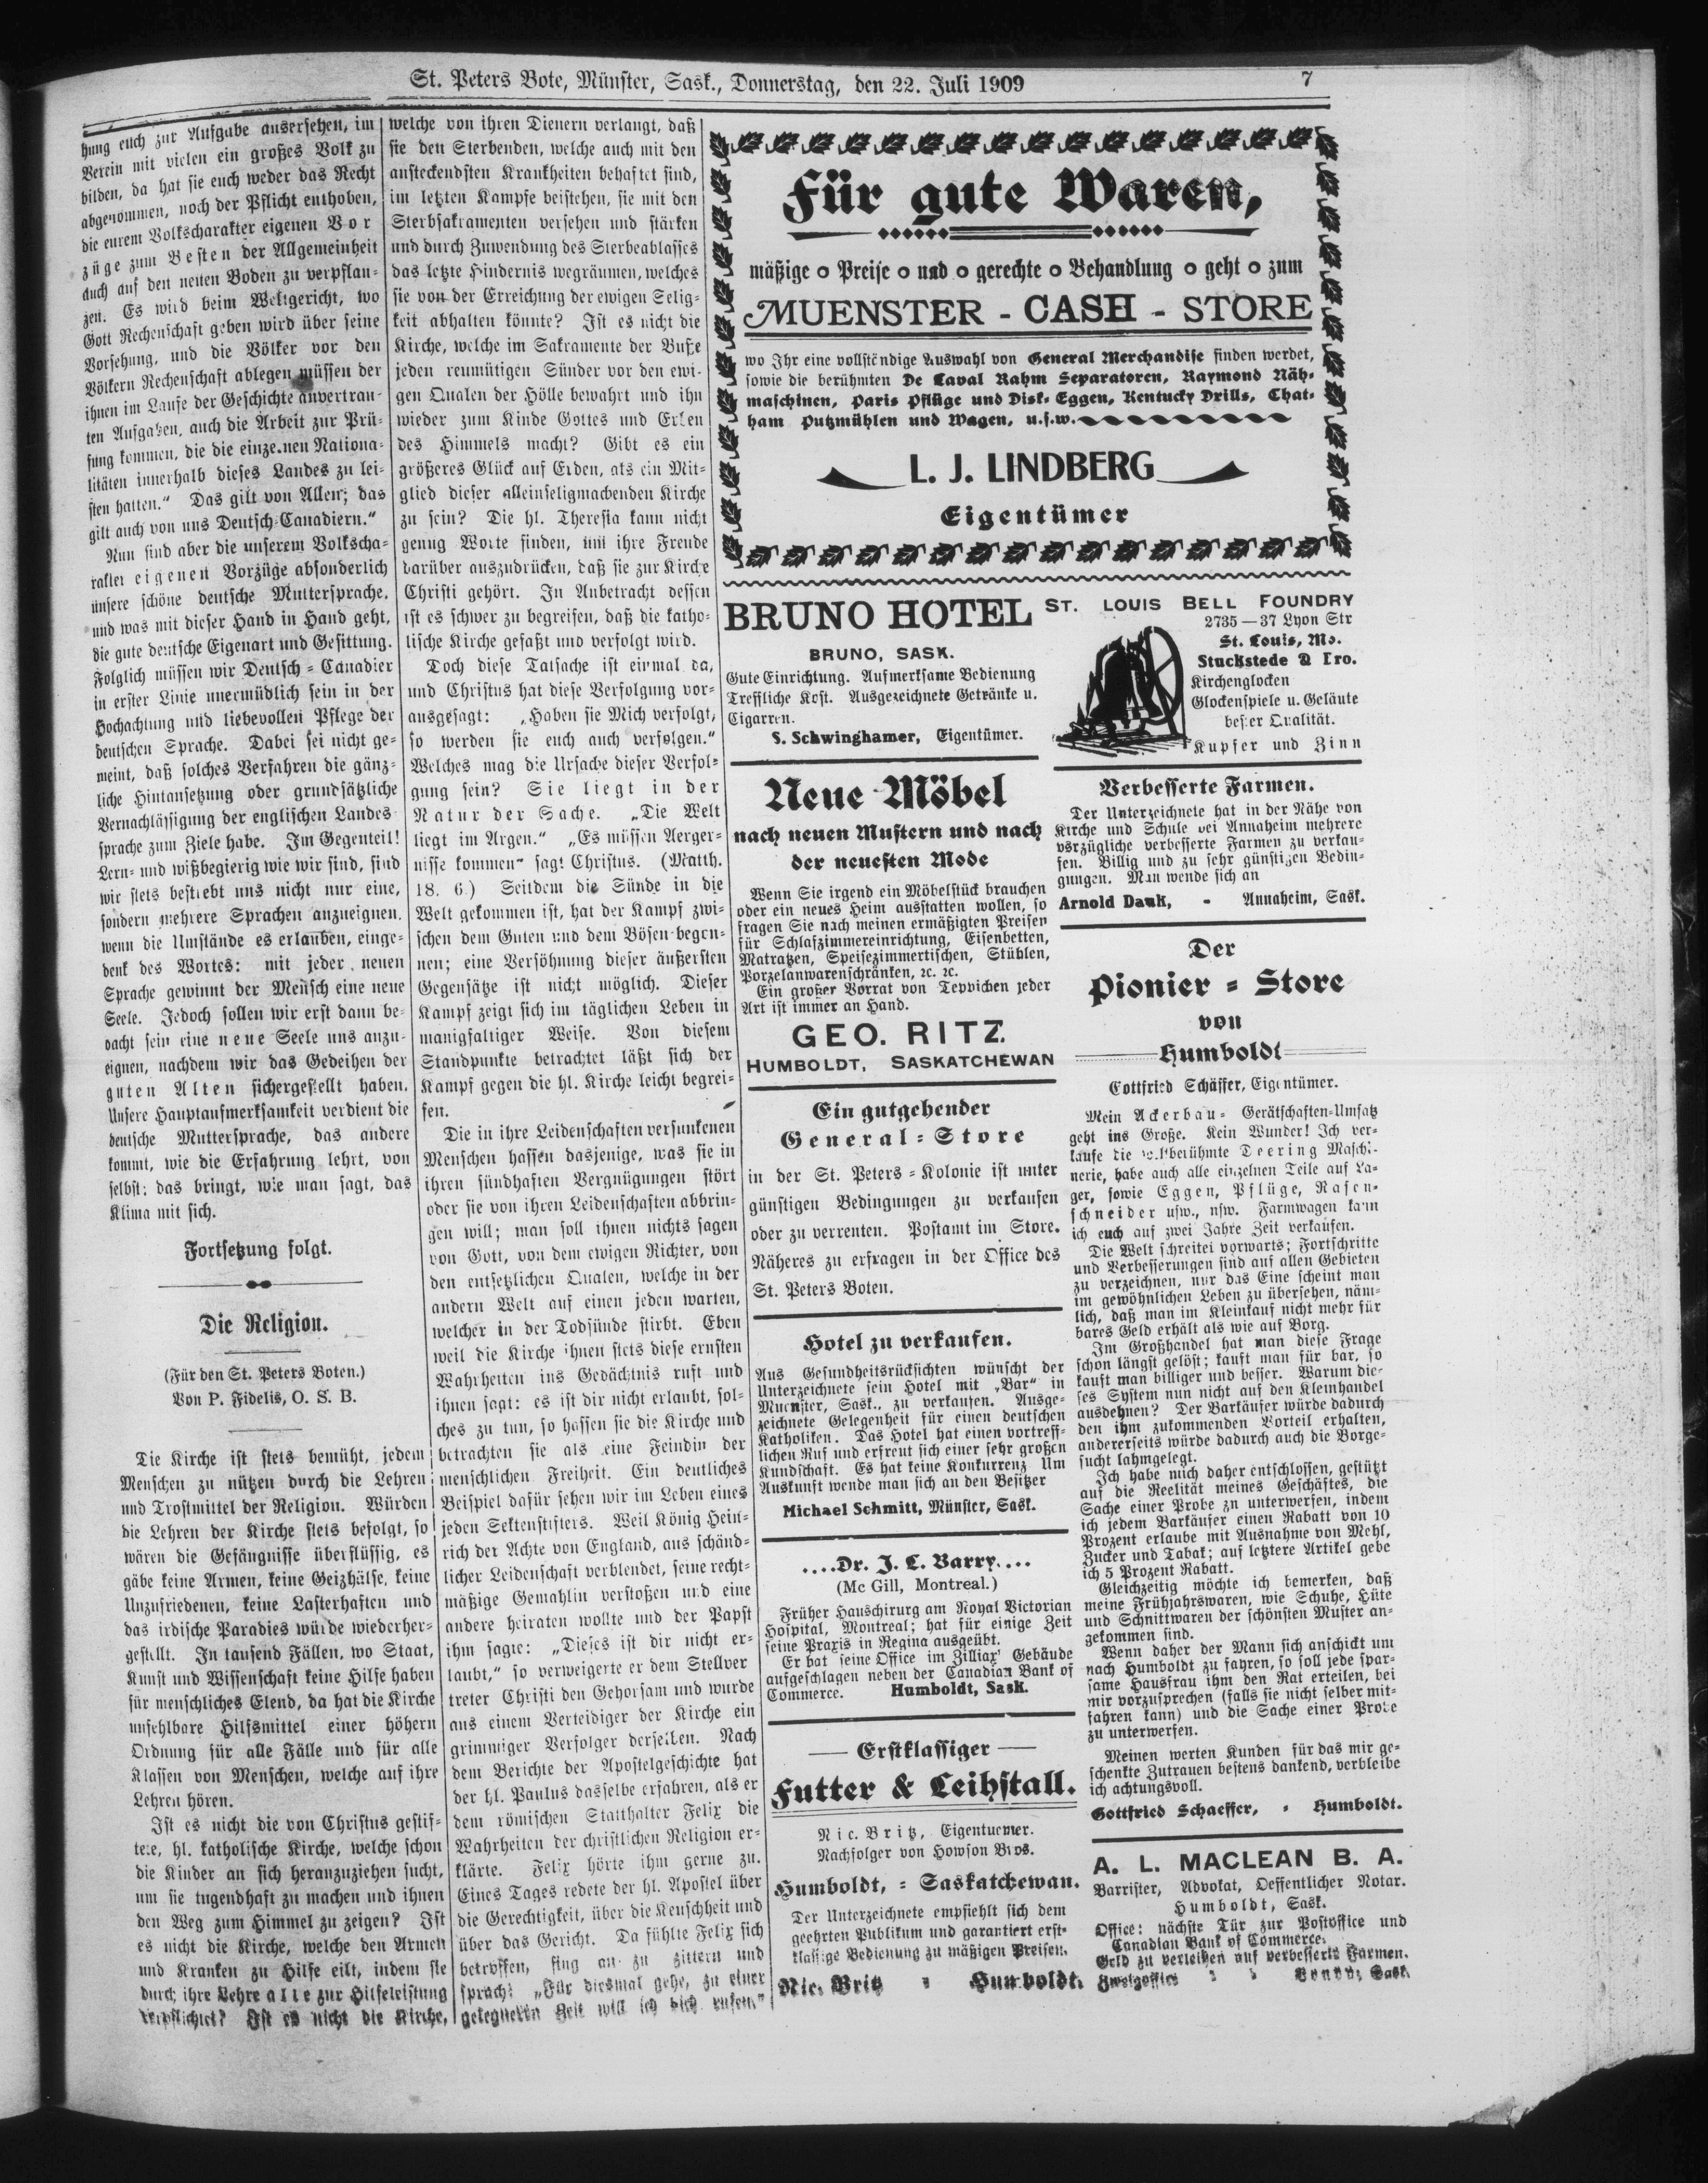 St. Peters Bote, Münster, Sask., Donnerstag, den 22. Juli 1909
7
hung euch zur Aufgabe ausersehen, im
Verein mit vielen ein großes Volk zu
bilden, da hat sie euch weder das Recht
abgenommen, noch der Pflicht enthoben,
die eurem Volkscharakter eigenen Vor
züge zum Besten der Allgemeinheit
auch auf den neuen Boden zu verpflan-
zen. Es wird beim Weltgericht, wo
Gott Rechenschaft geben wird über seine
Vorsehung, und die Völker vor den
Völkern Rechenschaft ablegen müssen der
ihnen im Laufe der Geschichte anvertrau-
ten Aufgaben, auch die Arbeit zur Prü-
fung kommen, die die einzelnen Nationa-
litäten innerhalb dieses Landes zu lei-
sten hatten.“ Das gilt von Allen; das
gilt auch von uns Deutsch-Canadiern.“
Nun sind aber die unserem Volkscha-
rakter eigenen Vorzüge absonderlich
unsere schöne deutsche Muttersprache,
und was mit dieser Hand in Hand geht,
die gute deutsche Eigenart und Gesittung.
Folglich müssen wir Deutsch-Canadier
in erster Linie unermüdlich sein in der
Hochachtung und liebevollen Pflege der
deutschen Sprache. Dabei sei nicht ge-
meint, daß solches Verfahren die gänz-
liche Hintansetzung oder grundsätzliche
Vernachlässigung der englischen Landes-
sprache zum Ziele habe. Im Gegenteil!
Lern- und wißbegierig wie wir sind, sind
wir stets bestrebt uns nicht nur eine,
sondern mehrere Sprachen anzueignen,
wenn die Umstände es erlauben, einge-
denk des Wortes: mit jeder neuen
Sprache gewinnt der Mensch eine neue
Seele. Jedoch sollen wir erst dann be-
dacht sein eine neue Seele uns anzu-
eignen, nachdem wir das Gedeihen der
guten Alten sichergestellt haben.
Unsere Hauptaufmerksamkeit verdient die
deutsche Muttersprache, das andere
kommt, wie die Erfahrung lehrt, von
selbst; das bringt, wie man sagt, das
Klima mit sich.
Fortsetzung folgt.
Die Religion.
(Für den St. Peters Boten.)
Von P. Fidelis, O. S. B.
Die Kirche ist stets bemüht, jedem
Menschen zu nützen durch die Lehren
und Trostmittel der Religion. Würden
die Lehren der Kirche stets befolgt, so
wären die Gefängnisse überflüssig, es
gäbe keine Armen, keine Geizhälse, keine
Unzufriedenen, keine Lasterhaften und
das irdische Paradies würde wiederher-
gestellt. In tausend Fällen, wo Staat,
Kunst und Wissenschaft keine Hilfe haben
für menschliches Elend, da hat die Kirche
unfehlbare Hilfsmittel einer höhern
Ordnung für alle Fälle und für alle
Klassen von Menschen, welche auf ihre
Lehren hören.
Ist es nicht die von Christus gestif-
tete, hl. katholische Kirche, welche schon
die Kinder an sich heranzuziehen sucht,
um sie tugendhaft zu machen und ihnen
den Weg zum Himmel zu zeigen? Ist
es nicht die Kirche, welche den Armen
und Kranken zu Hilfe eilt, indem sie
durch ihre Lehre alle zur Hilfeleistung
verpflichtet? Ist es nicht die Kirche,
welche von ihren Dienern verlangt, daß
sie den Sterbenden, welche auch mit den
ansteckendsten Krankheiten behaftet sind,
im letzten Kampfe beistehen, sie mit den
Sterbsakramenten versehen und stärken
und durch Zuwendung des Sterbeablasses
das letzte Hindernis wegräumen, welches
sie von der Erreichung der ewigen Selig-
keit abhalten könnte? Ist es nicht die
Kirche, welche im Sakramente der Buße
jeden reumütigen Sünder vor den ewi-
gen Qualen der Hölle bewahrt und ihn
wieder zum Kinde Gottes und Erben
des Himmels macht? Gibt es ein
größeres Glück auf Erden, als ein Mit-
glied dieser alleinseligmachenden Kirche
zu sein? Die hl. Theresia kann nicht
genug Worte finden, um ihre Freude
darüber auszudrücken, daß sie zur Kirche
Christi gehört. In Anbetracht dessen
ist es schwer zu begreifen, daß die katho-
lische Kirche gehaßt und verfolgt wird.
Doch diese Tatsache ist einmal da,
und Christus hat diese Verfolgung vor-
ausgesagt: „Haben sie Mich verfolgt,
so werden sie euch auch verfolgen.“
Welches mag die Ursache dieser Verfol-
gung sein? Sie liegt in der
Natur der Sache. „Die Welt
liegt im Argen.“ „Es müssen Aerger-
nisse kommen“ sagt Christus. (Matth.
18. 6.) Seitdem die Sünde in die
Welt gekommen ist, hat der Kampf zwi-
schen dem Guten und dem Bösen begon-
nen; eine Versöhnung dieser äußersten
Gegensätze ist nicht möglich. Dieser
Kampf zeigt sich im täglichen Leben in
manigfaltiger Weise. Von diesem
Standpunkte betrachtet läßt sich der
Kampf gegen die hl. Kirche leicht begrei-
fen.
Die in ihre Leidenschaften versunkenen
Menschen hassen dasjenige, was sie in
ihren sündhaften Vergnügungen stört
oder sie von ihren Leidenschaften abbrin-
gen will; man soll ihnen nichts sagen
von Gott, von dem ewigen Richter, von
den entsetzlichen Qualen, welche in der
andern Welt auf einen jeden warten,
welcher in der Todsünde stirbt. Eben
weil die Kirche ihnen stets diese ernsten
Wahrheiten ins Gedächtnis ruft und
ihnen sagt: es ist dir nicht erlaubt, sol-
ches zu tun, so hassen sie die Kirche und
betrachten sie als eine Feindin der
menschlichen Freiheit. Ein deutliches
Beispiel dafür sehen wir im Leben eines
jeden Sektenstifters. Weil König Hein-
rich der Achte von England, aus schänd-
licher Leidenschaft verblendet, seine recht-
mäßige Gemahlin verstoßen und eine
andere heiraten wollte und der Papst
ihm sagte: „Dieses ist dir nicht er-
laubt,“ so verweigerte er dem Stellver
treter Christi den Gehorsam und wurde
aus einem Verteidiger der Kirche ein
grimmiger Verfolger derselben. Nach
dem Berichte der Apostelgeschichte hat
der hl. Paulus dasselbe erfahren, als er
dem römischen Statthalter Felix die
Wahrheiten der christlichen Religion er-
klärte. Felix hörte ihm gerne zu.
Eines Tages redete der hl. Apostel über
die Gerechtigkeit, über die Keuschheit und
über das Gericht. Da fühlte Felix sich
betroffen, fing an zu zittern und
sprach: „Für diesmal gehe, zu einer
gelegneren Zeit will ich dich rufen.“
Für gute Waren,
mäßige o Preise o und o gerechte o Behandlung o geht o zum
MUENSTER - CASH - STORE
wo Ihr eine vollständige Auswahl von General Merchandise finden werdet,
sowie die berühmten De Laval Rahm Separatoren, Raymond Näh-
maschinen, Paris Pflüge und Disk-Eggen, Kentucky Drills, Chat-
ham Putzmühlen und Wagen, u.s.w.
L. J. LINDBERG
Eigentümer
BRUNO HOTEL
BRUNO, SASK.
Gute Einrichtung. Aufmerksame Bedienung
Treffliche Kost. Ausgezeichnete Getränke u.
Cigarren.
S. Schwinghamer, Eigentümer.
Neue Möbel
nach neuen Mustern und nach
der neuesten Mode
Wenn Sie irgend ein Möbelstück brauchen
oder ein neues Heim ausstatten wollen, so
fragen Sie nach meinen ermäßigten Preisen
für Schlafzimmereinrichtung, Eisenbetten,
Matratzen, Speisezimmertischen, Stühlen,
Porzelanwarenschränken, ꝛc. ꝛc.
Ein großer Vorrat von Teppichen jeder
Art ist immer an Hand.
GEO. RITZ.
HUMBOLDT, SASKATCHEWAN
Ein gutgehender
General-Store
in der St. Peters-Kolonie ist unter
günstigen Bedingungen zu verkaufen
oder zu verrenten. Postamt im Store.
Näheres zu erfragen in der Office des
St. Peters Boten.
Hotel zu verkaufen.
Aus Gesundheitsrücksichten wünscht der
Unterzeichnete sein Hotel mit „Bar“ in
Muenster, Sask., zu verkaufen. Ausge-
zeichnete Gelegenheit für einen deutschen
Katholiken. Das Hotel hat einen vortreff-
lichen Ruf und erfreut sich einer sehr großen
Kundschaft. Es hat keine Konkurrenz Um
Auskunft wende man sich an den Besitzer
Michael Schmitt, Münster, Sask.
....Dr. J. C. Barry....
(Mc Gill, Montreal.)
Früher Hauschirurg am Royal Victorian
Hospital, Montreal; hat für einige Zeit
seine Praxis in Regina ausgeübt.
Er hat seine Office im Zilliax' Gebäude
aufgeschlagen neben der Canadian Bank of
Commerce. Humboldt, Sask.
Erstklassiger
Futter & Leihstall.
Nic. Britz, Eigentuemer.
Nachfolger von Howson Bros.
Humboldt, - Saskatchewan.
Der Unterzeichnete empfiehlt sich dem
geehrten Publikum und garantiert erst-
klassige Bedienung zu mäßigen Preisen.
Nic. Britz - Humboldt.
ST. LOUIS BELL FOUNDRY
2735—37 Lyon Str
St. Louis, Mo.
Stuckstede & Bro.
Kirchenglocken
Glockenspiele u. Geläute
bester Qualität.
Kupfer und Zinn
Verbesserte Farmen.
Der Unterzeichnete hat in der Nähe von
Kirche und Schule bei Annaheim mehrere
vorzügliche verbesserte Farmen zu verkau-
fen. Billig und zu sehr günstigen Bedin-
gungen. Man wende sich an
Arnold Dauk, - Annaheim, Sask.
Der
Pionier-Store
von
Humboldt
Gottfried Schäffer, Eigentümer.
Mein Ackerbau-Gerätschaften-Umsatz
geht ins Große. Kein Wunder! Ich ver-
kaufe die weltberühmte Deering Maschi-
nerie, habe auch alle einzelnen Teile auf La-
ger, sowie Eggen, Pflüge, Rasen-
schneider usw., usw. Farmwagen kann
ich euch auf zwei Jahre Zeit verkaufen.
Die Welt schreitet vorwarts; Fortschritte
und Verbesserungen sind auf allen Gebieten
zu verzeichnen, nur das Eine scheint man
im gewöhnlichen Leben zu übersehen, näm-
lich, daß man im Kleinkauf nicht mehr für
bares Geld erhält als wie auf Borg.
Im Großhandel hat man diese Frage
schon längst gelöst; kauft man für bar, so
kauft man billiger und besser. Warum die-
ses System nun nicht auf den Kleinhandel
ausdehnen? Der Barkäufer würde dadurch
den ihm zukommenden Vorteil erhalten,
andererseits würde dadurch auch die Borge-
sucht lahmgelegt.
Ich habe mich daher entschlossen, gestützt
auf die Reelität meines Geschäftes, die
Sache einer Probe zu unterwerfen, indem
ich jedem Barkäufer einen Rabatt von 10
Prozent erlaube mit Ausnahme von Mehl,
Zucker und Tabak; auf letztere Artikel gebe
ich 5 Prozent Rabatt.
Gleichzeitig möchte ich bemerken, daß
meine Frühjahrswaren, wie Schuhe, Hüte
und Schnittwaren der schönsten Muster an-
gekommen sind.
Wenn daher der Mann sich anschickt um
nach Humboldt zu fahren, so soll jede spar-
same Hausfrau ihm den Rat erteilen, bei
mir vorzusprechen (falls sie nicht selber mit-
fahren kann) und die Sache einer Probe
zu unterwerfen.
Meinen werten Kunden für das mir ge-
schenkte Zutrauen bestens dankend, verbleibe
ich achtungsvoll.
Gottfried Schaeffer, - Humboldt.
A. L. MACLEAN B. A.
Barrister, Advokat, Oeffentlicher Notar.
Humboldt, Sask.
Office: nächste Tür zur Postoffice und
Canadian Bank of Commerce.
Geld zu verleihen auf verbesserte Farmen.
Zweigoffice - - Vonda, Sask.